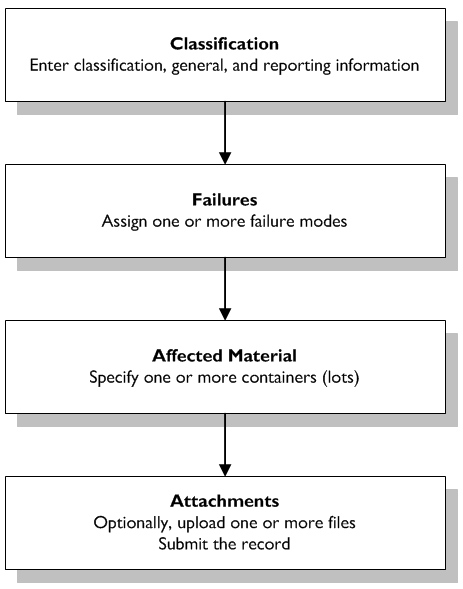 Classification
Enter classification, general, and reporting information
Failures
Assign one or more failure modes
Affected Material
Specify one or more containers (lots)
Attachments
Optionally, upload one or more files
Submit the record